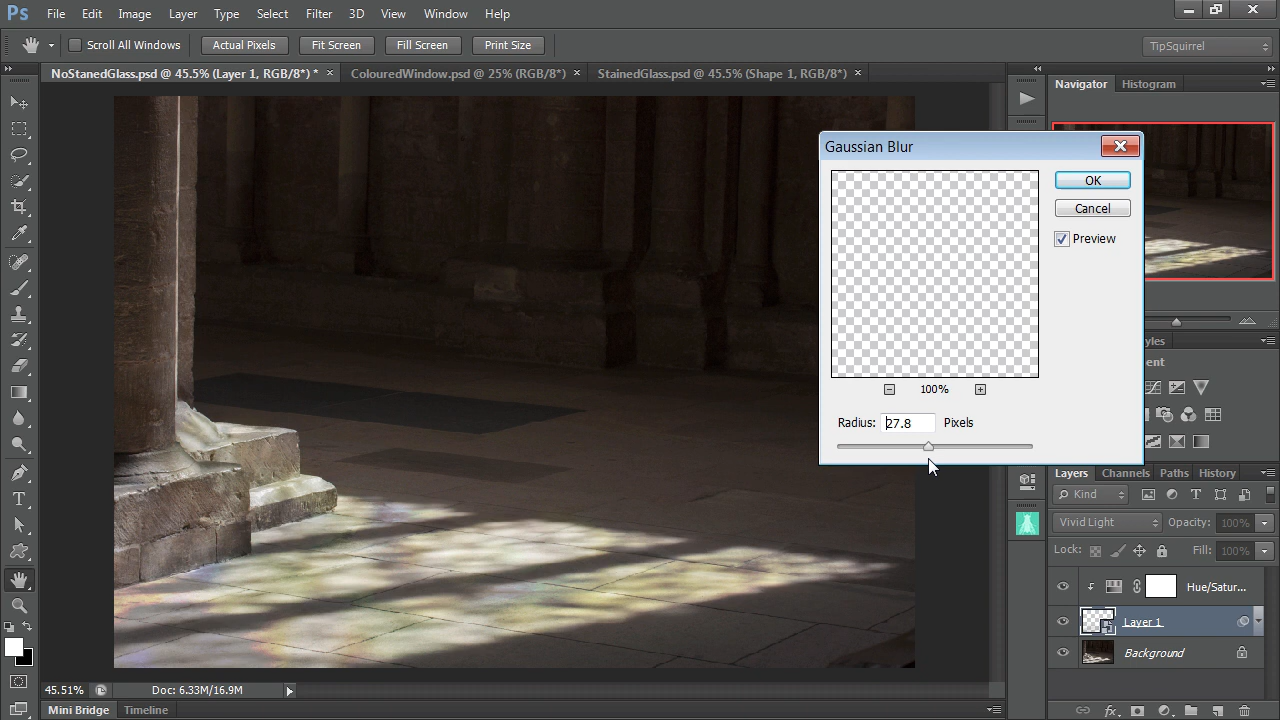 Ps File Edit Image Layer Type Select Filter 3D View Window Help
Scroll All Windows Actual Pixels Fit Screen Fill Screen Print Size TipSquirrel
NoStanedGlass.psd @ 45.5% (Layer 1, RGB/8*) * ColouredWindow.psd @ 25% (RGB/8*) StainedGlass.psd @ 45.5% (Shape 1, RGB/8*)
Navigator Histogram
Gaussian Blur
OK
Cancel
Preview
100%
Radius: 27.8 Pixels
yles
ent
Layers Channels Paths History
Kind
Vivid Light Opacity: 100%
Lock: Fill: 100%
Hue/Satur...
Layer 1
Background
45.51% Doc: 6.33M/16.9M
Mini Bridge Timeline
fx